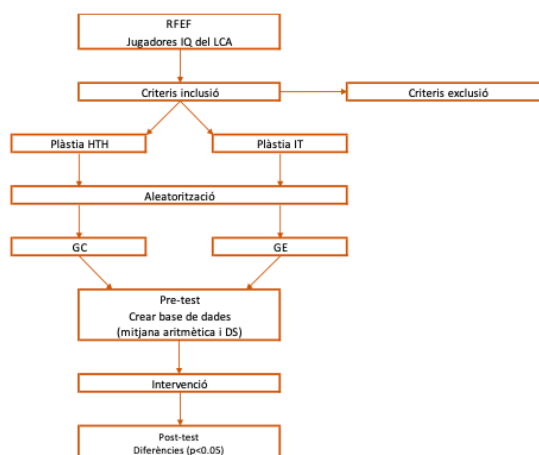 RFEF
Jugadores IQ del LCA
Criteris inclusió
Criteris exclusió
Plàstia HTH
Plàstia IT
Aleatorització
GC
GE
Pre-test
Crear base de dades
(mitjana aritmètica i DS)
Intervenció
Post-test
Diferències (p<0.05)